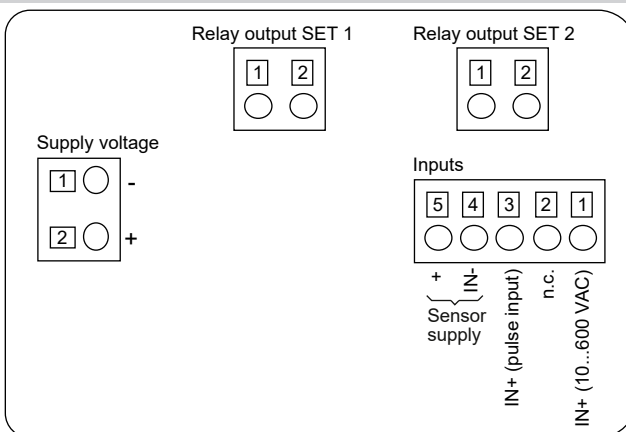 Relay output SET 1
1 2
Relay output SET 2
1 2
Supply voltage
1 -
2 +
Inputs
5 4 3 2 1
+
IN-
Sensor
supply
IN+ (pulse input)
n.c.
IN+ (10...600 VAC)